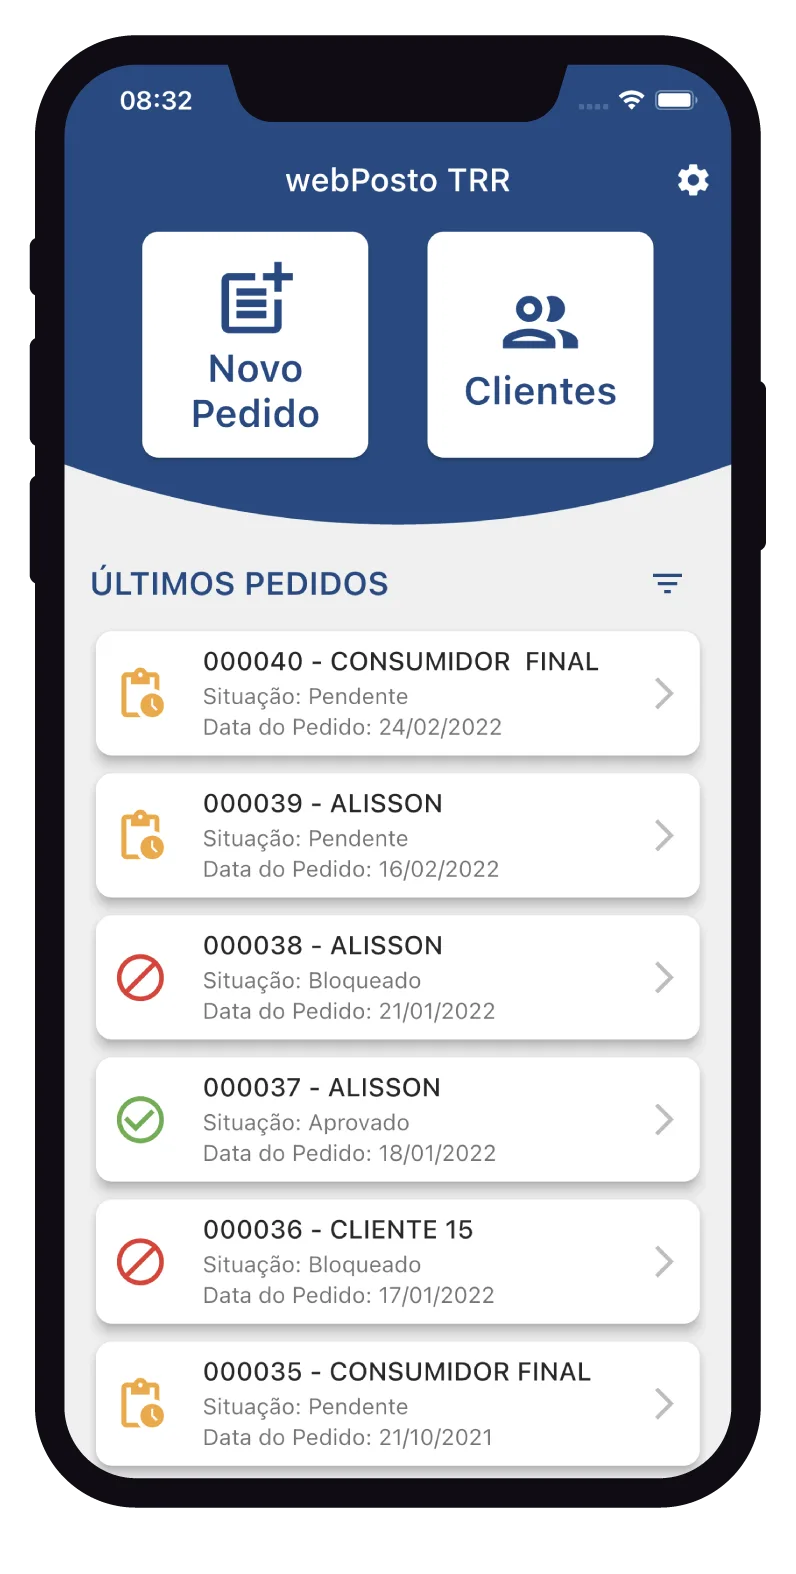 08:32
webPosto TRR
Novo
Pedido
Clientes
ÚLTIMOS PEDIDOS
000040 - CONSUMIDOR  FINAL
Situação: Pendente
Data do Pedido: 24/02/2022
000039 - ALISSON
Situação: Pendente
Data do Pedido: 16/02/2022
000038 - ALISSON
Situação: Bloqueado
Data do Pedido: 21/01/2022
000037 - ALISSON
Situação: Aprovado
Data do Pedido: 18/01/2022
000036 - CLIENTE 15
Situação: Bloqueado
Data do Pedido: 17/01/2022
000035 - CONSUMIDOR FINAL
Situação: Pendente
Data do Pedido: 21/10/2021